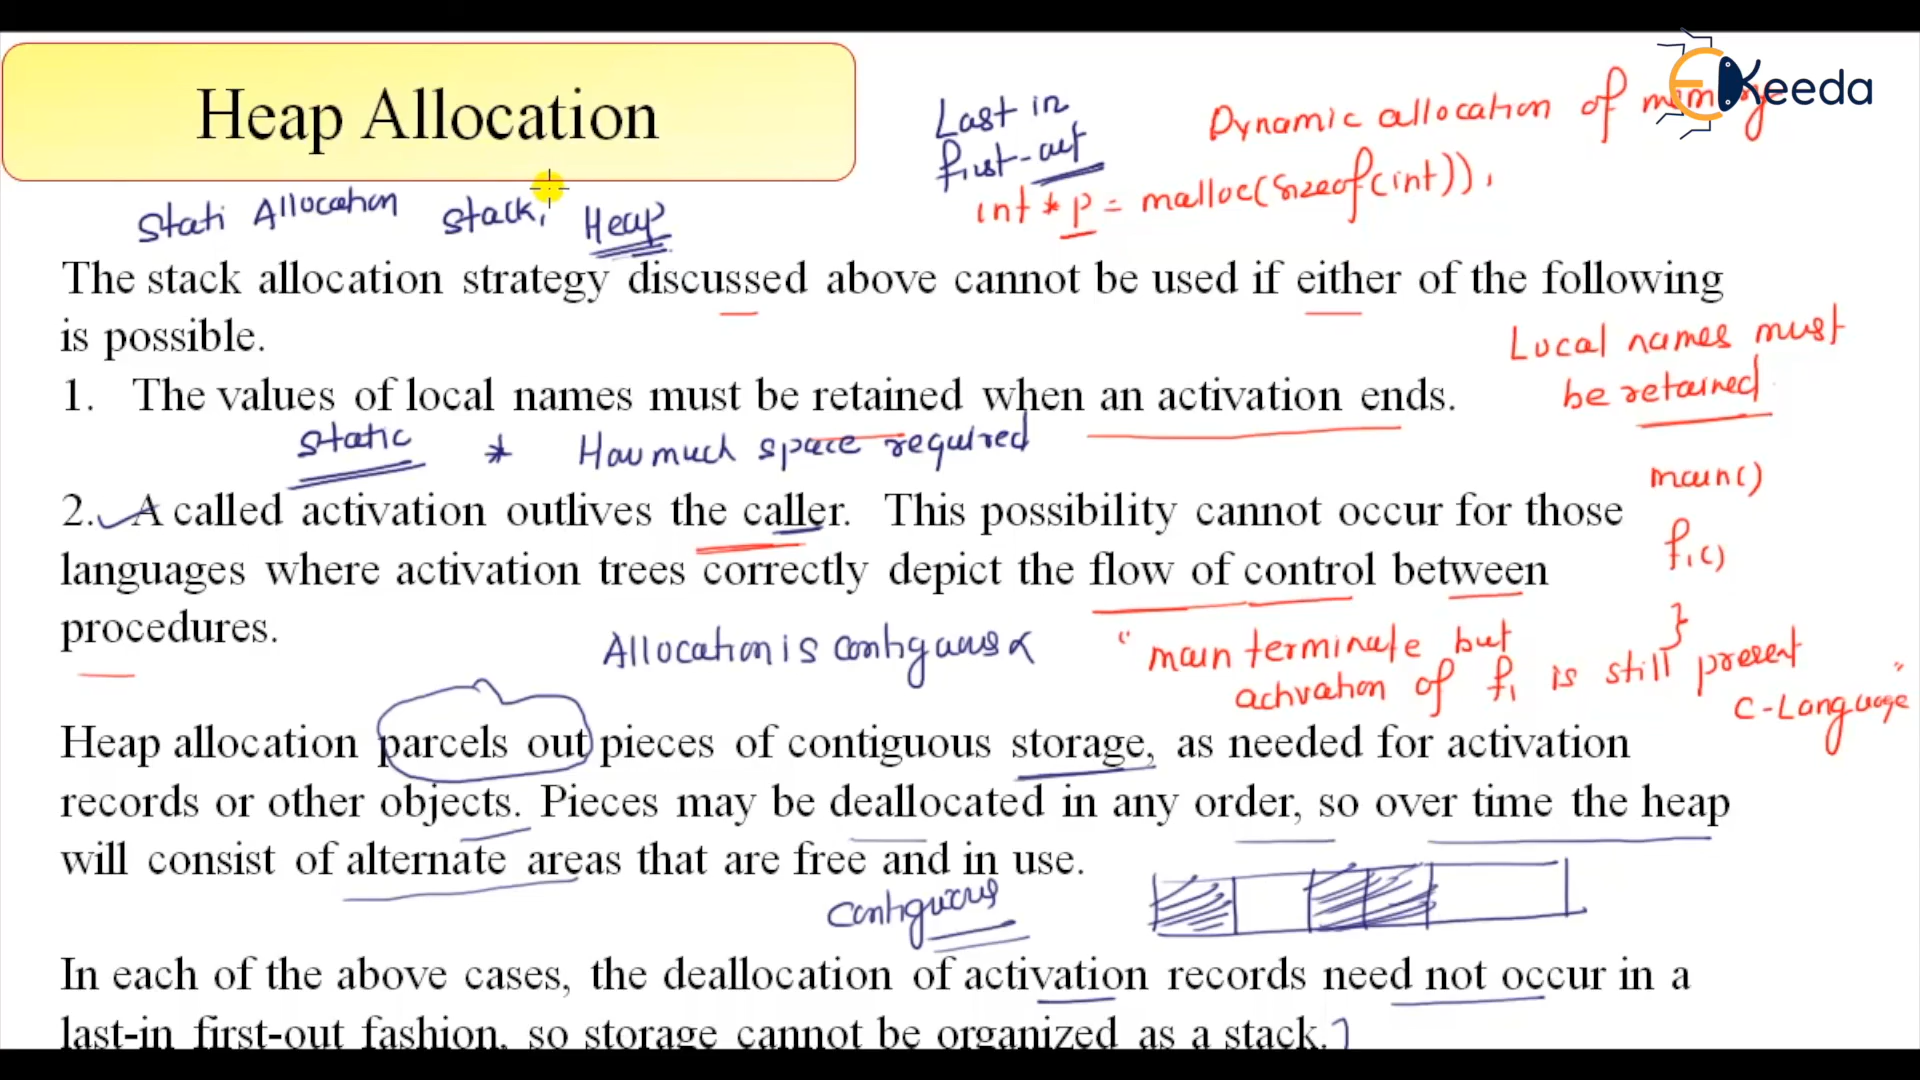 Keeda
Heap Allocation
Last in
first-out
Dynamic allocation of memory
int * p = malloc(sizeof(int));
Stati Allocation stack, Heap
The stack allocation strategy discussed above cannot be used if either of the following
is possible.
Local names must
be retained
1. The values of local names must be retained when an activation ends.
static * How much space required
main()
2. A called activation outlives the caller. This possibility cannot occur for those
f1()
languages where activation trees correctly depict the flow of control between
procedures.
}
Allocation is contiguous
" main terminate but
activation of f1 is still present "
C-Language
Heap allocation parcels out pieces of contiguous storage, as needed for activation
records or other objects. Pieces may be deallocated in any order, so over time the heap
will consist of alternate areas that are free and in use.
Contiguous
In each of the above cases, the deallocation of activation records need not occur in a
last-in first-out fashion, so storage cannot be organized as a stack.